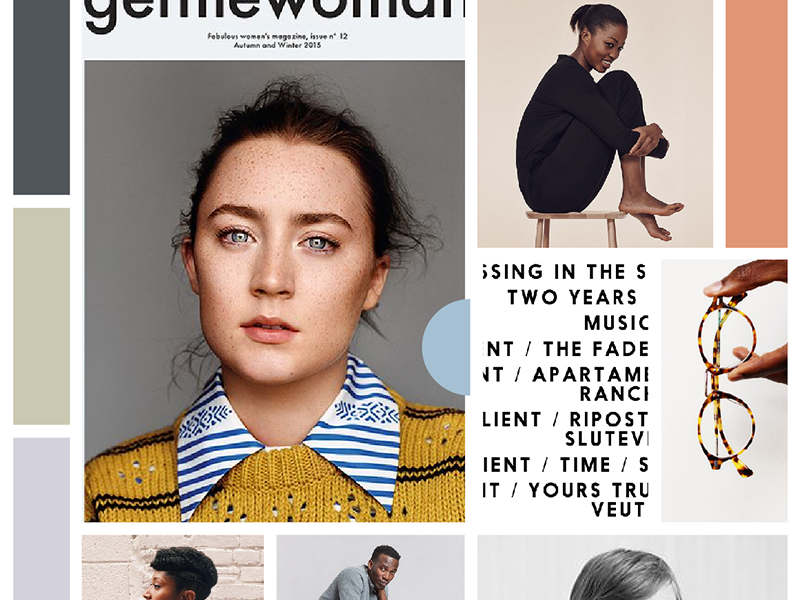 gentlewoman
Fabulous women's magazine, issue nº 12
Autumn and Winter 2015
SSING IN THE S
TWO YEARS
MUSIC
ENT / THE FADE
NT / APARTAME
RANCH
LIENT / RIPOST
SLUTEVI
IENT / TIME / S
IT / YOURS TRU
VEUT